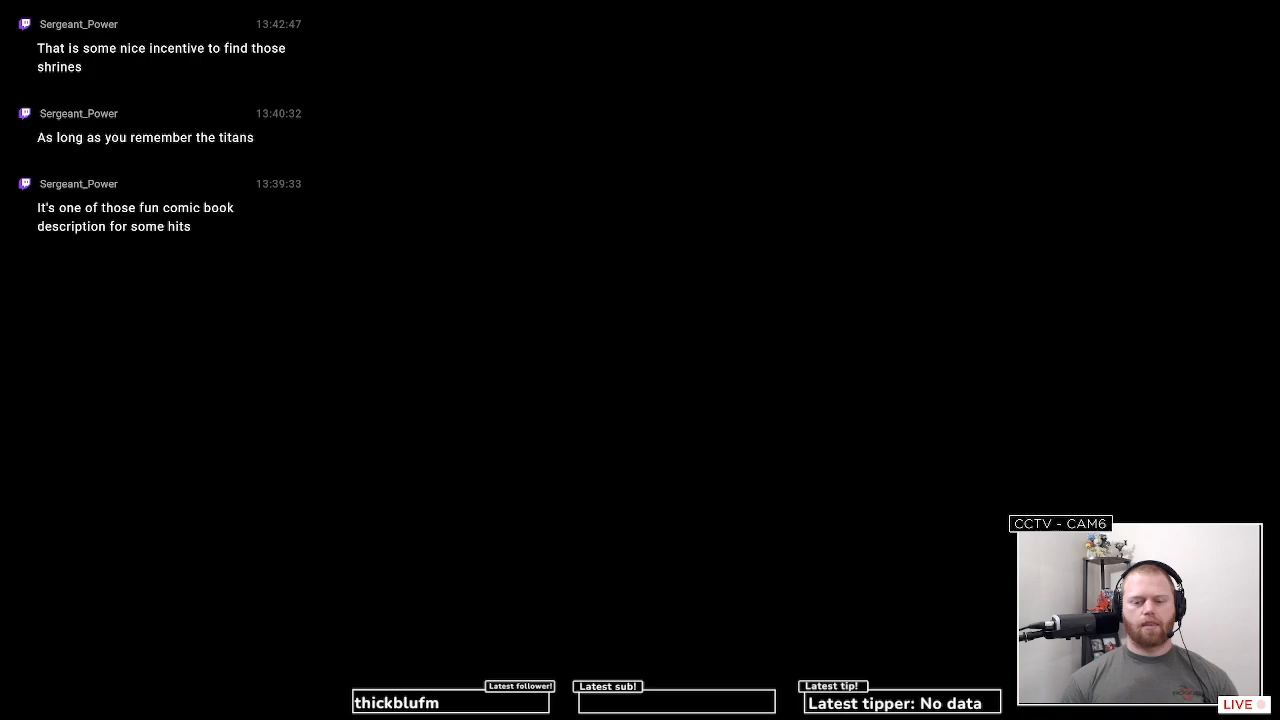 Sergeant_Power 13:42:47
That is some nice incentive to find those
shrines
Sergeant_Power 13:40:32
As long as you remember the titans
Sergeant_Power 13:39:33
It's one of those fun comic book
description for some hits
CCTV - CAM6
Latest follower!
thickblufm
Latest sub!
Latest tip!
Latest tipper: No data
LIVE